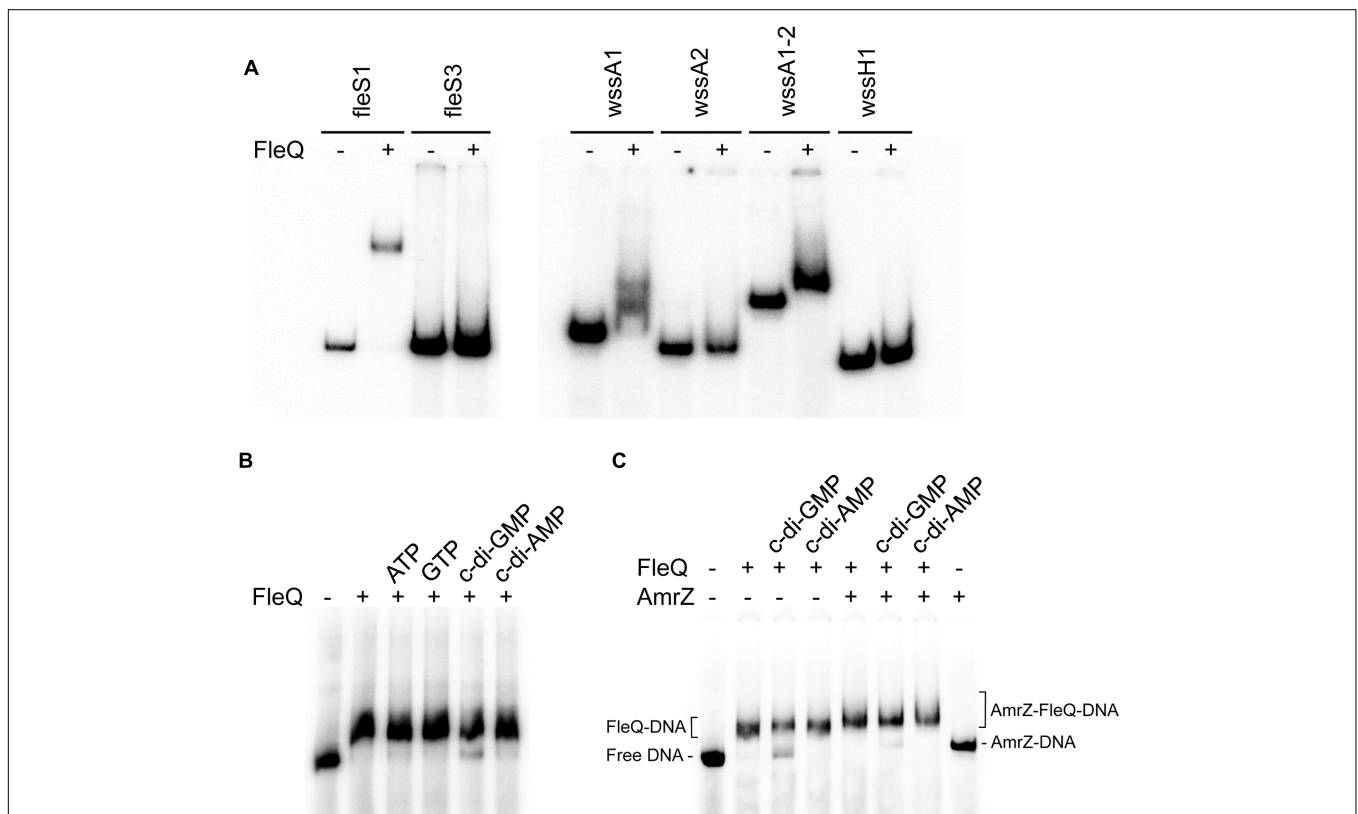 A
fleS1 fleS3 wssA1 wssA2 wssA1-2 wssH1
FleQ - + - + - + - + - + - +
B
ATP GTP c-di-GMP c-di-AMP
FleQ - + + + + +
C
c-di-GMP c-di-AMP c-di-GMP c-di-AMP
FleQ - + + + + + + -
AmrZ - - - - + + + +
FleQ-DNA
Free DNA -
AmrZ-FleQ-DNA
- AmrZ-DNA